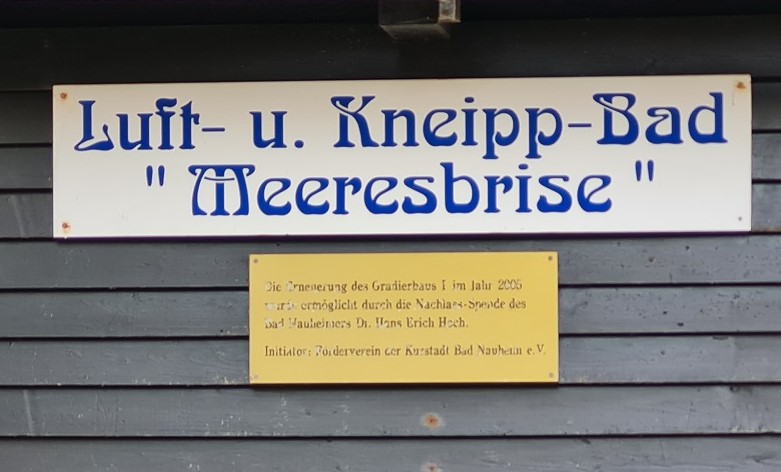 Luft- u. Kneipp-Bad
" Meeresbrise "
Die Erneuerung des Gradierbaus I im Jahr 2005
wurde ermöglicht durch die Nachlass-Spende des
Bad Nauheimers Dr. Hans Erich Hoch.
Initiator: Förderverein der Kurstadt Bad Nauheim e.V.